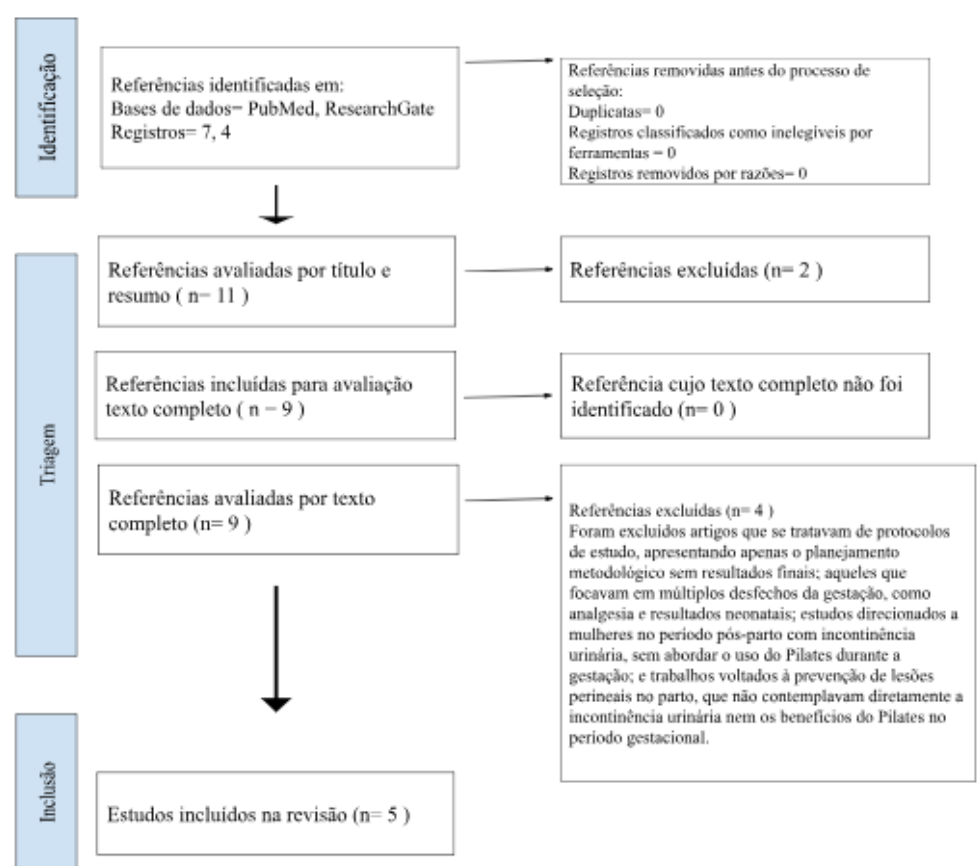 Identificação
Referências identificadas em:
Bases de dados= PubMed, ResearchGate
Registros= 7, 4
Referências removidas antes do processo de
seleção:
Duplicatas= 0
Registros classificados como inelegíveis por
ferramentas = 0
Registros removidos por razões= 0
Triagem
Referências avaliadas por título e
resumo ( n= 11 )
Referências excluídas (n= 2 )
Referências incluídas para avaliação
texto completo ( n = 9 )
Referência cujo texto completo não foi
identificado (n= 0 )
Referências avaliadas por texto
completo (n= 9 )
Referências excluídas (n= 4 )
Foram excluídos artigos que se tratavam de protocolos
de estudo, apresentando apenas o planejamento
metodológico sem resultados finais; aqueles que
focavam em múltiplos desfechos da gestação, como
analgesia e resultados neonatais; estudos direcionados a
mulheres no período pós-parto com incontinência
urinária, sem abordar o uso do Pilates durante a
gestação; e trabalhos voltados à prevenção de lesões
perineais no parto, que não contemplavam diretamente a
incontinência urinária nem os benefícios do Pilates no
período gestacional.
Inclusão
Estudos incluídos na revisão (n= 5 )